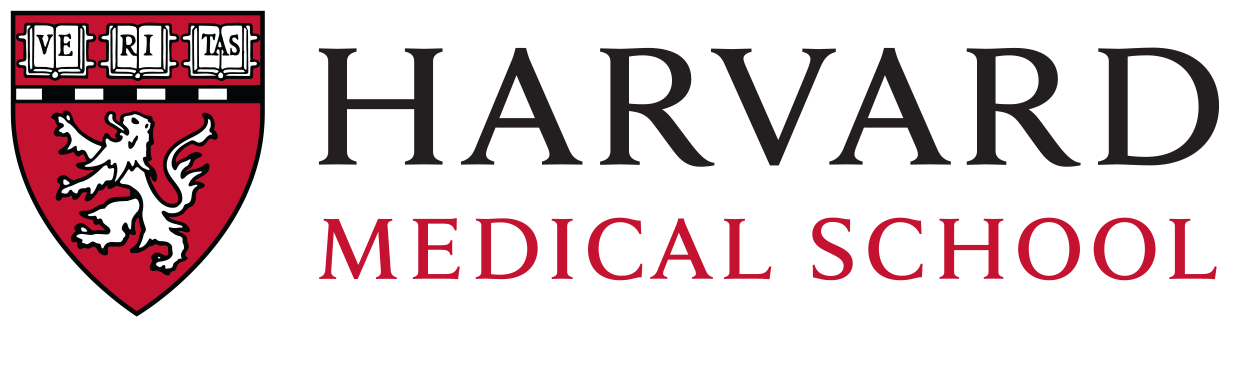 VE RI TAS
HARVARD
MEDICAL SCHOOL